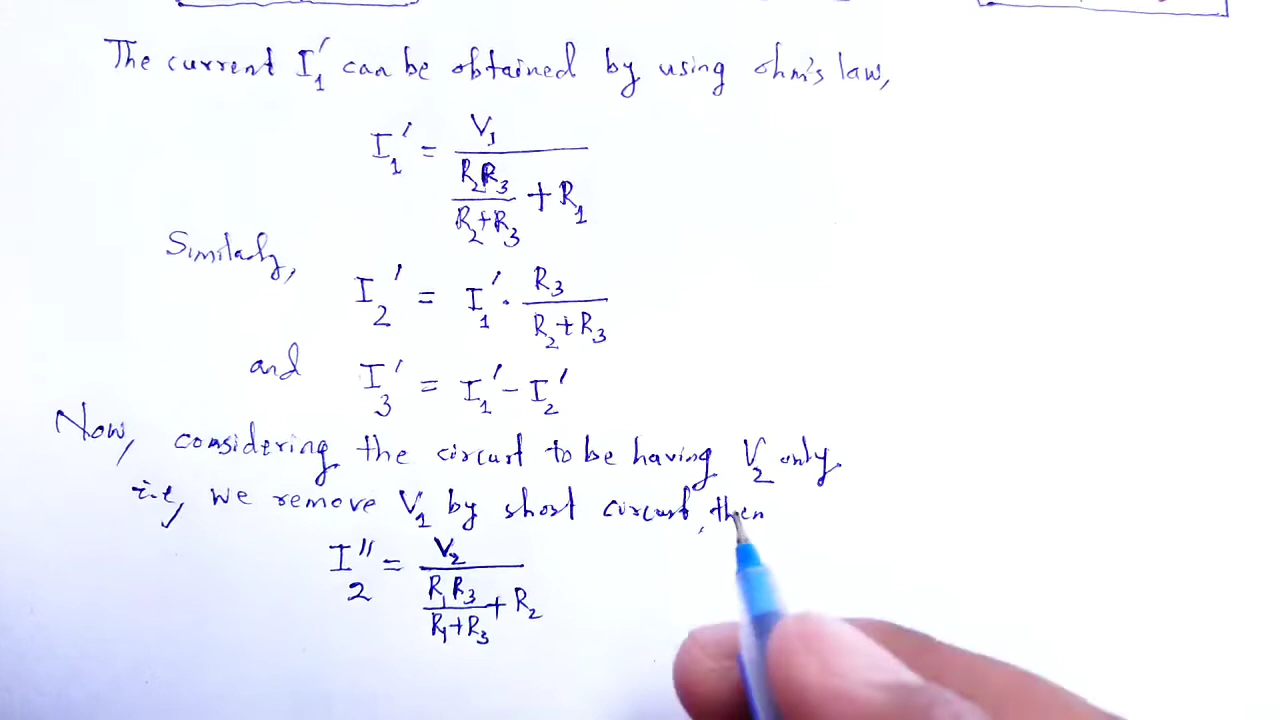 The current I₁' can be obtained by using ohm's law,
I₁' = V₁ / (R₂R₃ / (R₂+R₃) + R₁)
Similarly,
I₂' = I₁' · R₃ / (R₂+R₃)
and I₃' = I₁' - I₂'
Now, considering the circuit to be having V₂ only
i.e, we remove V₁ by short circuit, then
I₂'' = V₂ / (R₁R₃ / (R₁+R₃) + R₂)